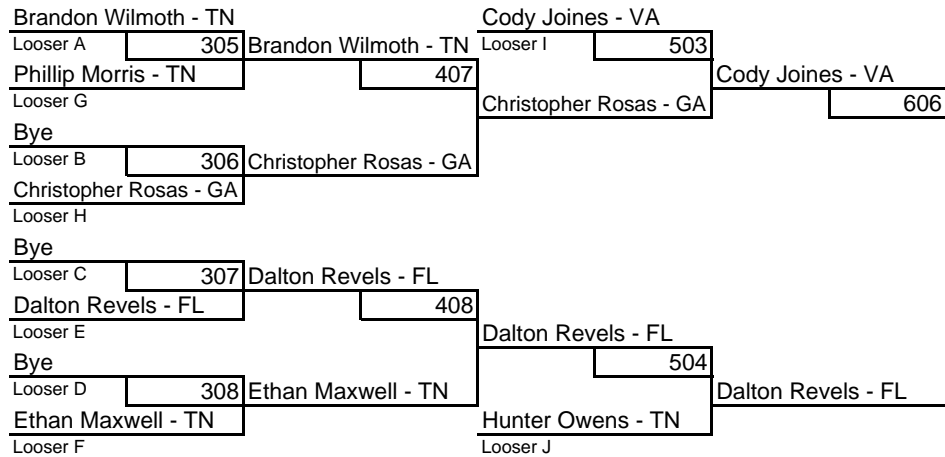 Brandon Wilmoth - TN Cody Joines - VA
Looser A 305 Brandon Wilmoth - TN Looser I 503
Phillip Morris - TN 407 Cody Joines - VA
Looser G Christopher Rosas - GA 606
Bye
Looser B 306 Christopher Rosas - GA
Christopher Rosas - GA
Looser H
Bye
Looser C 307 Dalton Revels - FL
Dalton Revels - FL 408
Looser E Dalton Revels - FL
Bye 504
Looser D 308 Ethan Maxwell - TN Dalton Revels - FL
Ethan Maxwell - TN Hunter Owens - TN
Looser F Looser J